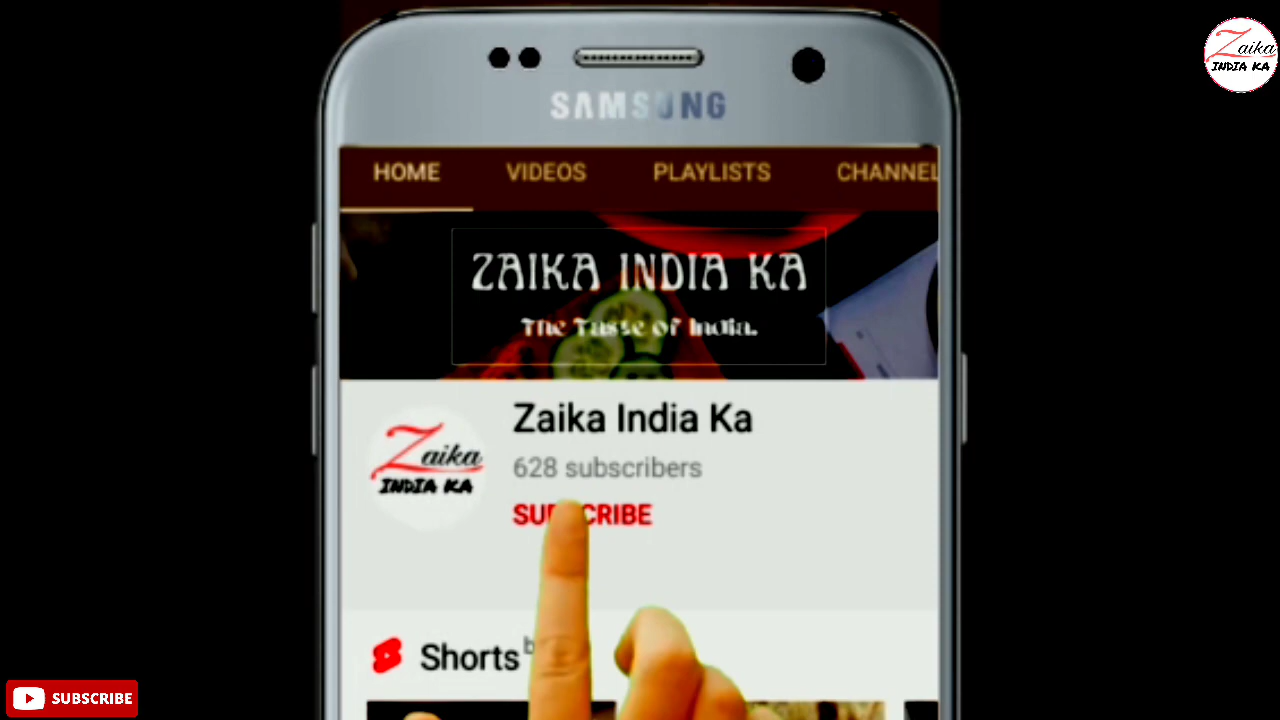 Zaika
INDIA KA
SAMSUNG
HOME VIDEOS PLAYLISTS CHANNEL
ZAIKA INDIA KA
The Taste of India.
Zaika India Ka
628 subscribers
Zaika
INDIA KA
SUBSCRIBE
Shorts
SUBSCRIBE